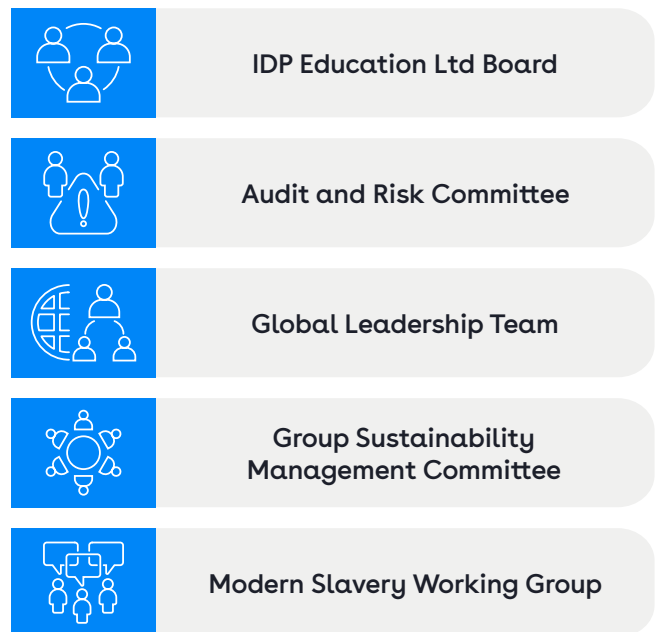 IDP Education Ltd Board
Audit and Risk Committee
Global Leadership Team
Group Sustainability
Management Committee
Modern Slavery Working Group